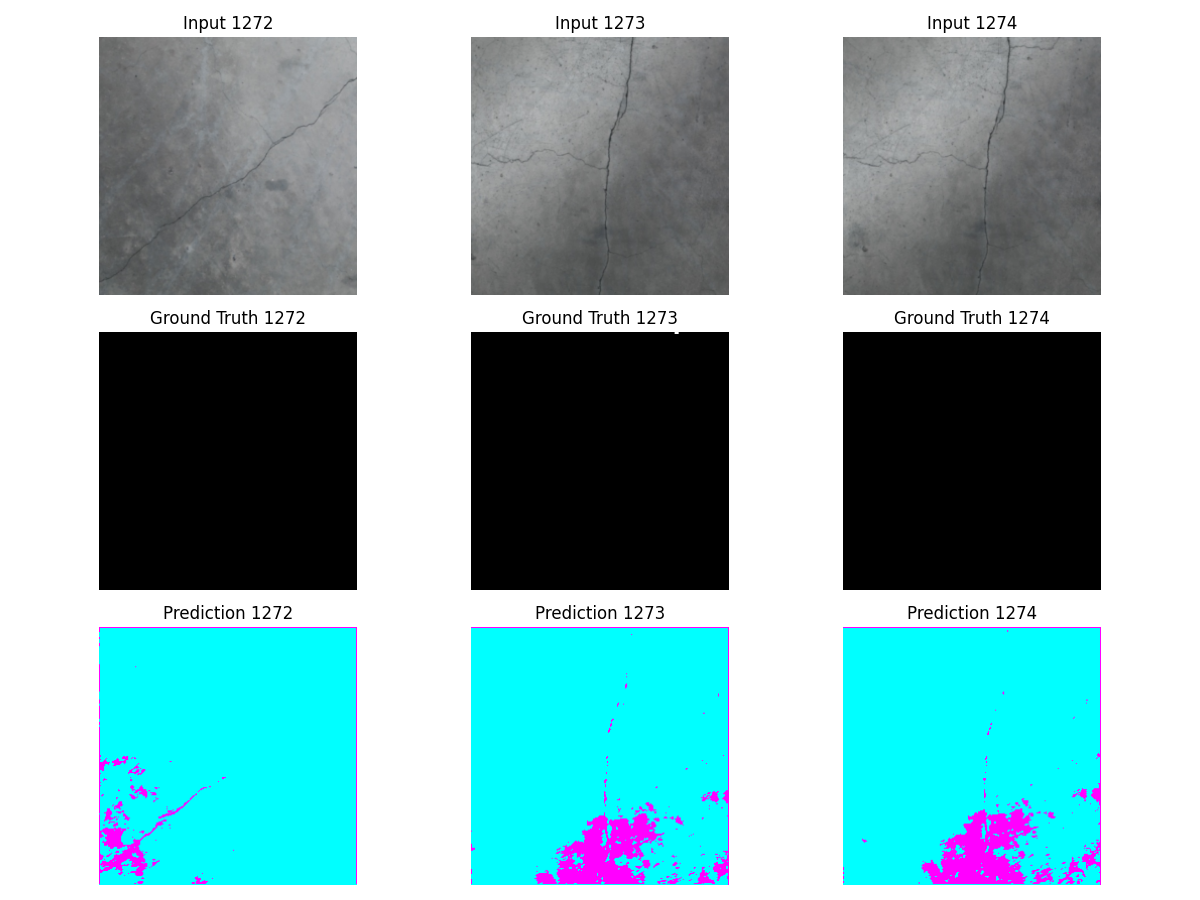 Input 1272
Input 1273
Input 1274
Ground Truth 1272
Ground Truth 1273
Ground Truth 1274
Prediction 1272
Prediction 1273
Prediction 1274